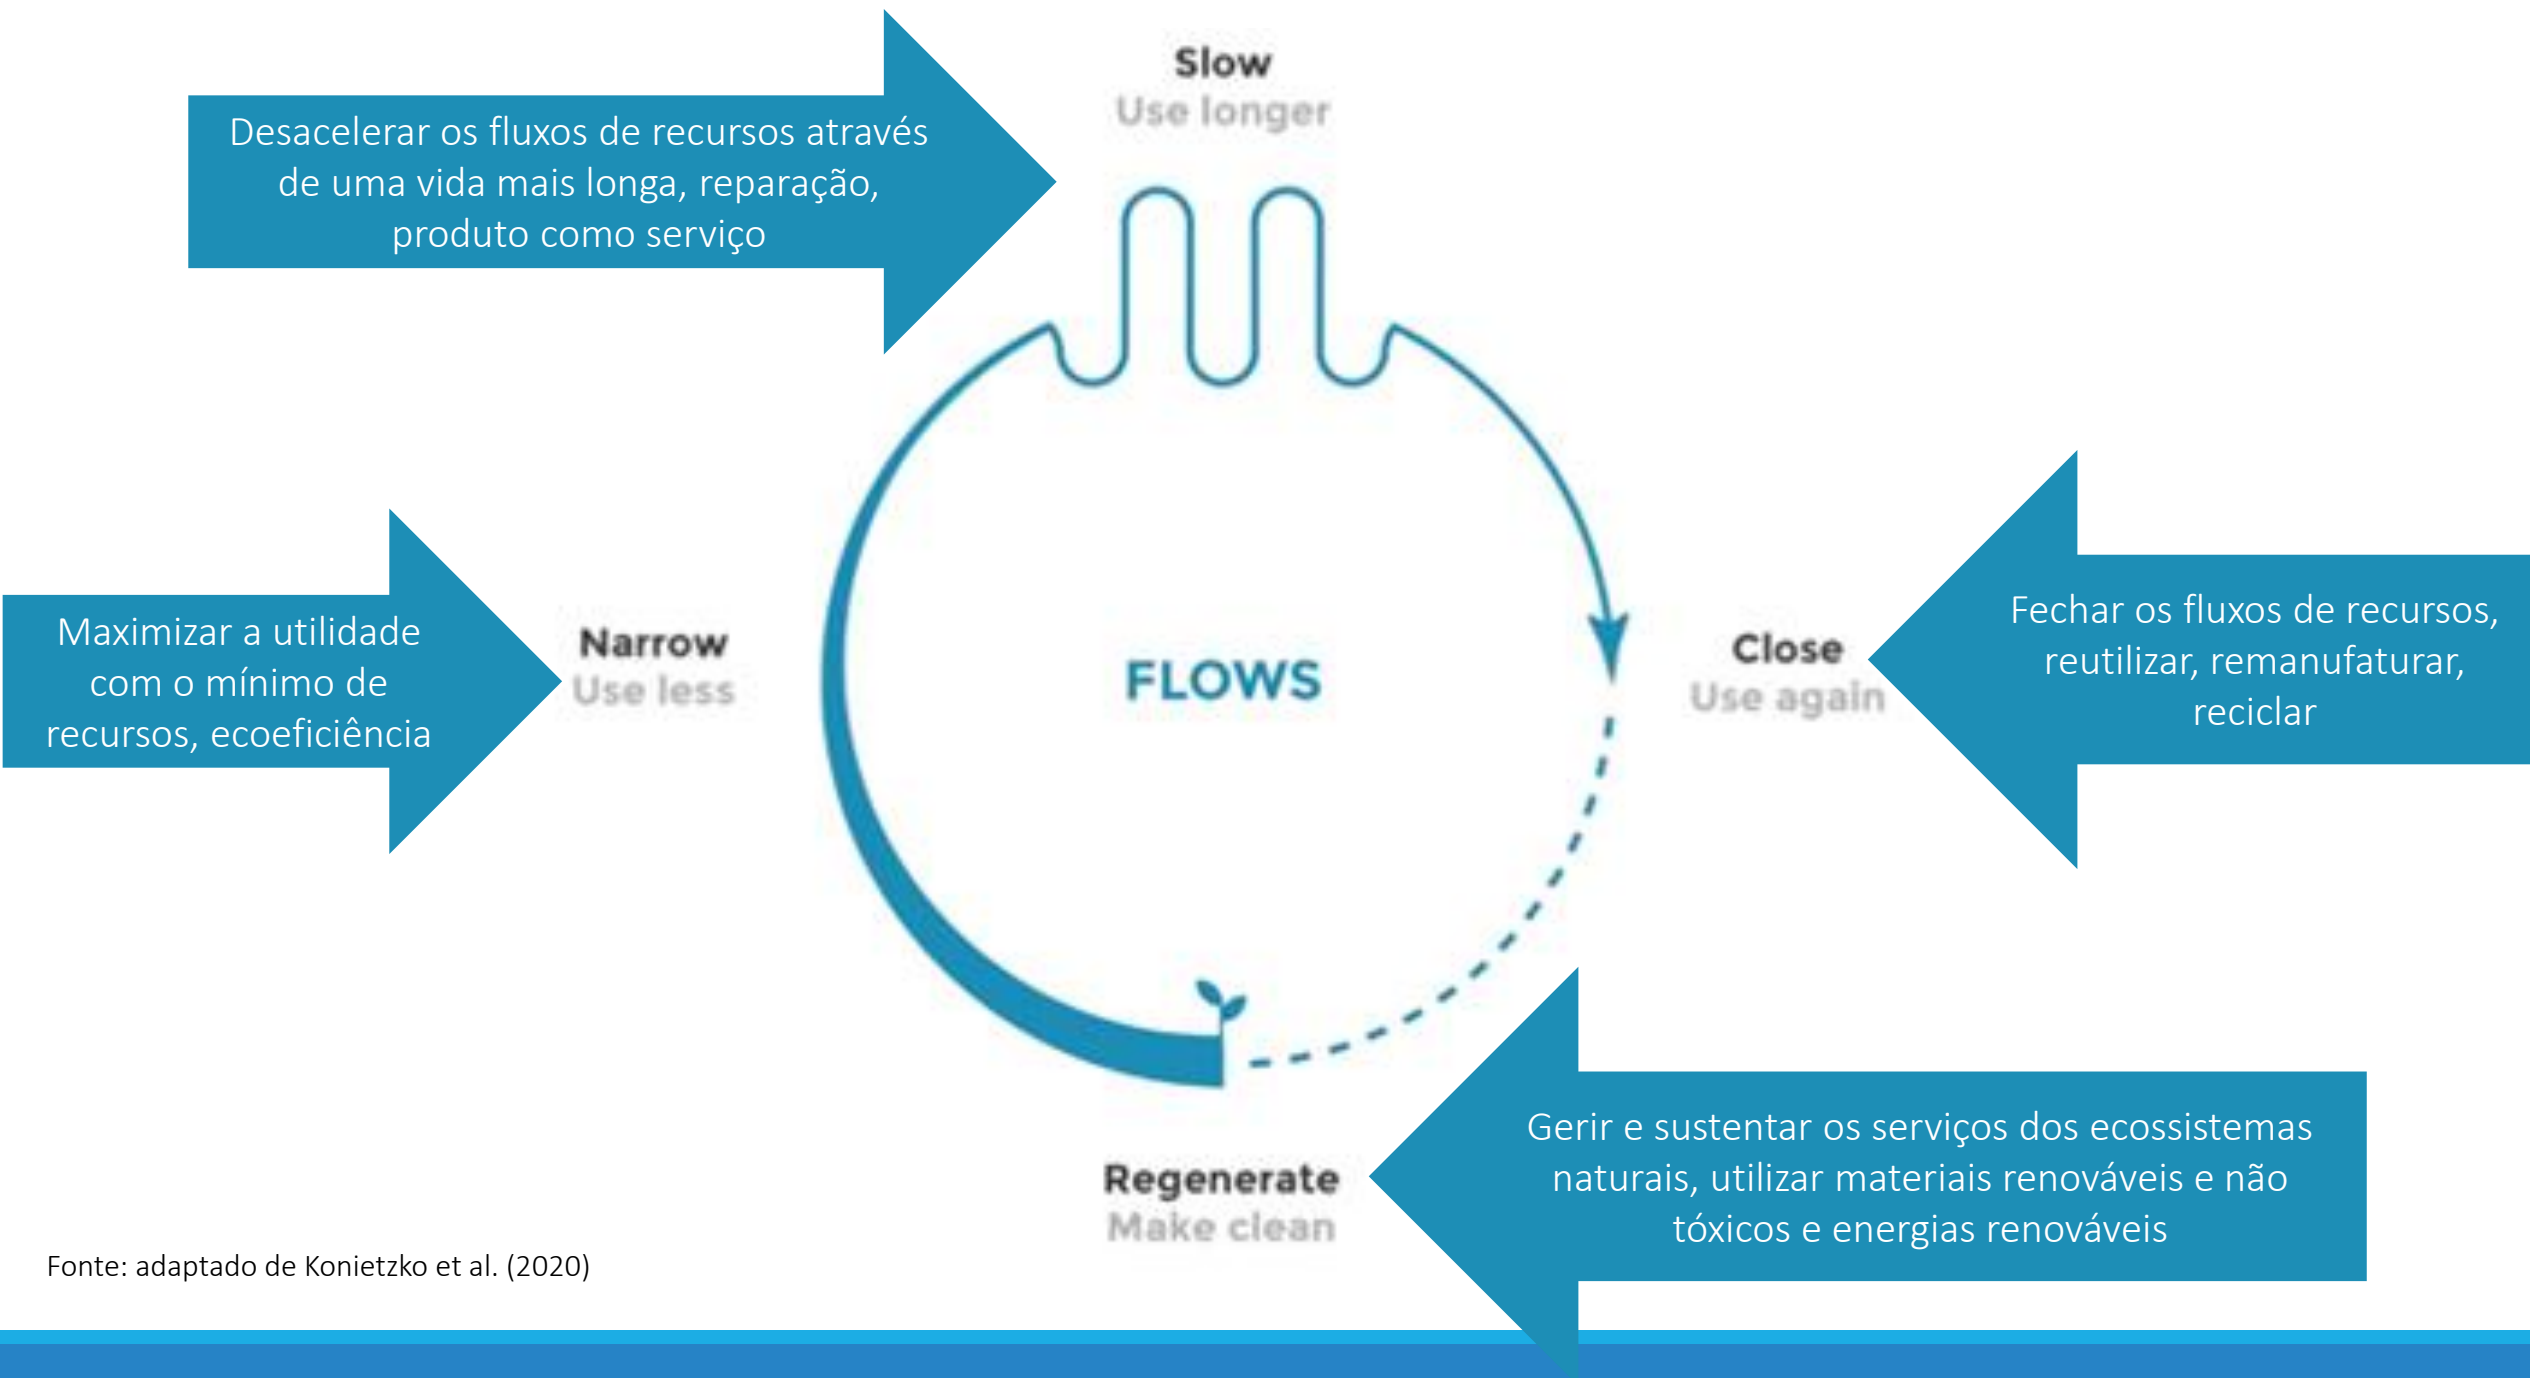 Slow
Use longer
Desacelerar os fluxos de recursos através
de uma vida mais longa, reparação,
produto como serviço
Maximizar a utilidade
com o mínimo de
recursos, ecoeficiência
Narrow
Use less
FLOWS
Close
Use again
Fechar os fluxos de recursos,
reutilizar, remanufaturar,
reciclar
Regenerate
Make clean
Gerir e sustentar os serviços dos ecossistemas
naturais, utilizar materiais renováveis e não
tóxicos e energias renováveis
Fonte: adaptado de Konietzko et al. (2020)